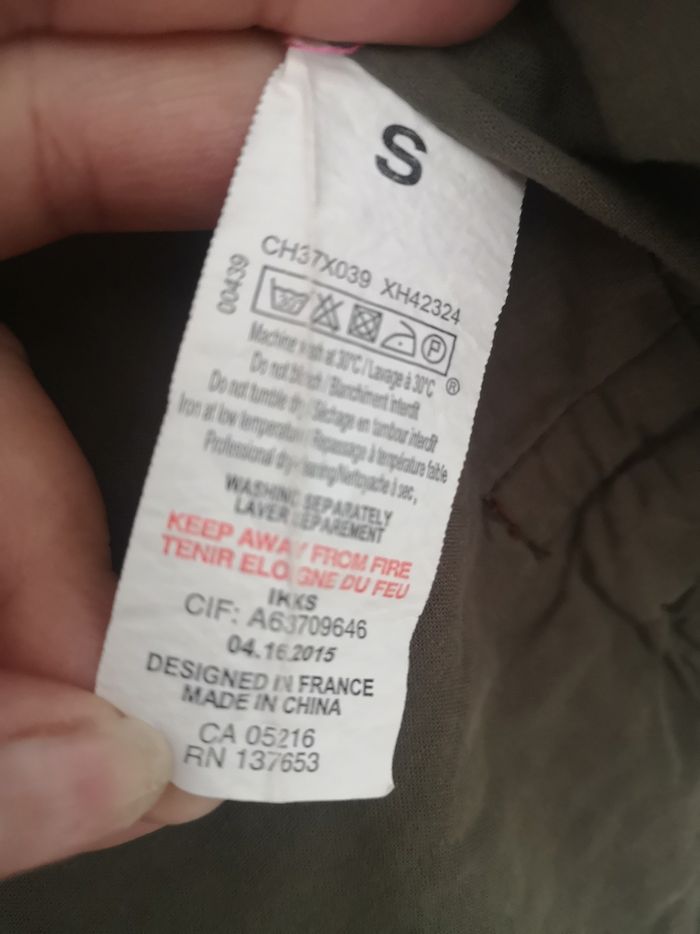 S
CH37X039 XH42324
00439
30°
P
®
Machine wash at 30°C/Lavage à 30°C
Do not bleach/Blanchiment Interdit
Do not tumble dry/Séchage en tambour interdit
Iron at low temperature/Repassage à température faible
Professional dry-cleaning/Nettoyage à sec,
WASHING SEPARATELY
LAVER SEPAREMENT
KEEP AWAY FROM FIRE
TENIR ELOIGNE DU FEU
IKKS
CIF: A63709646
04.16.2015
DESIGNED IN FRANCE
MADE IN CHINA
CA 05216
RN 137653